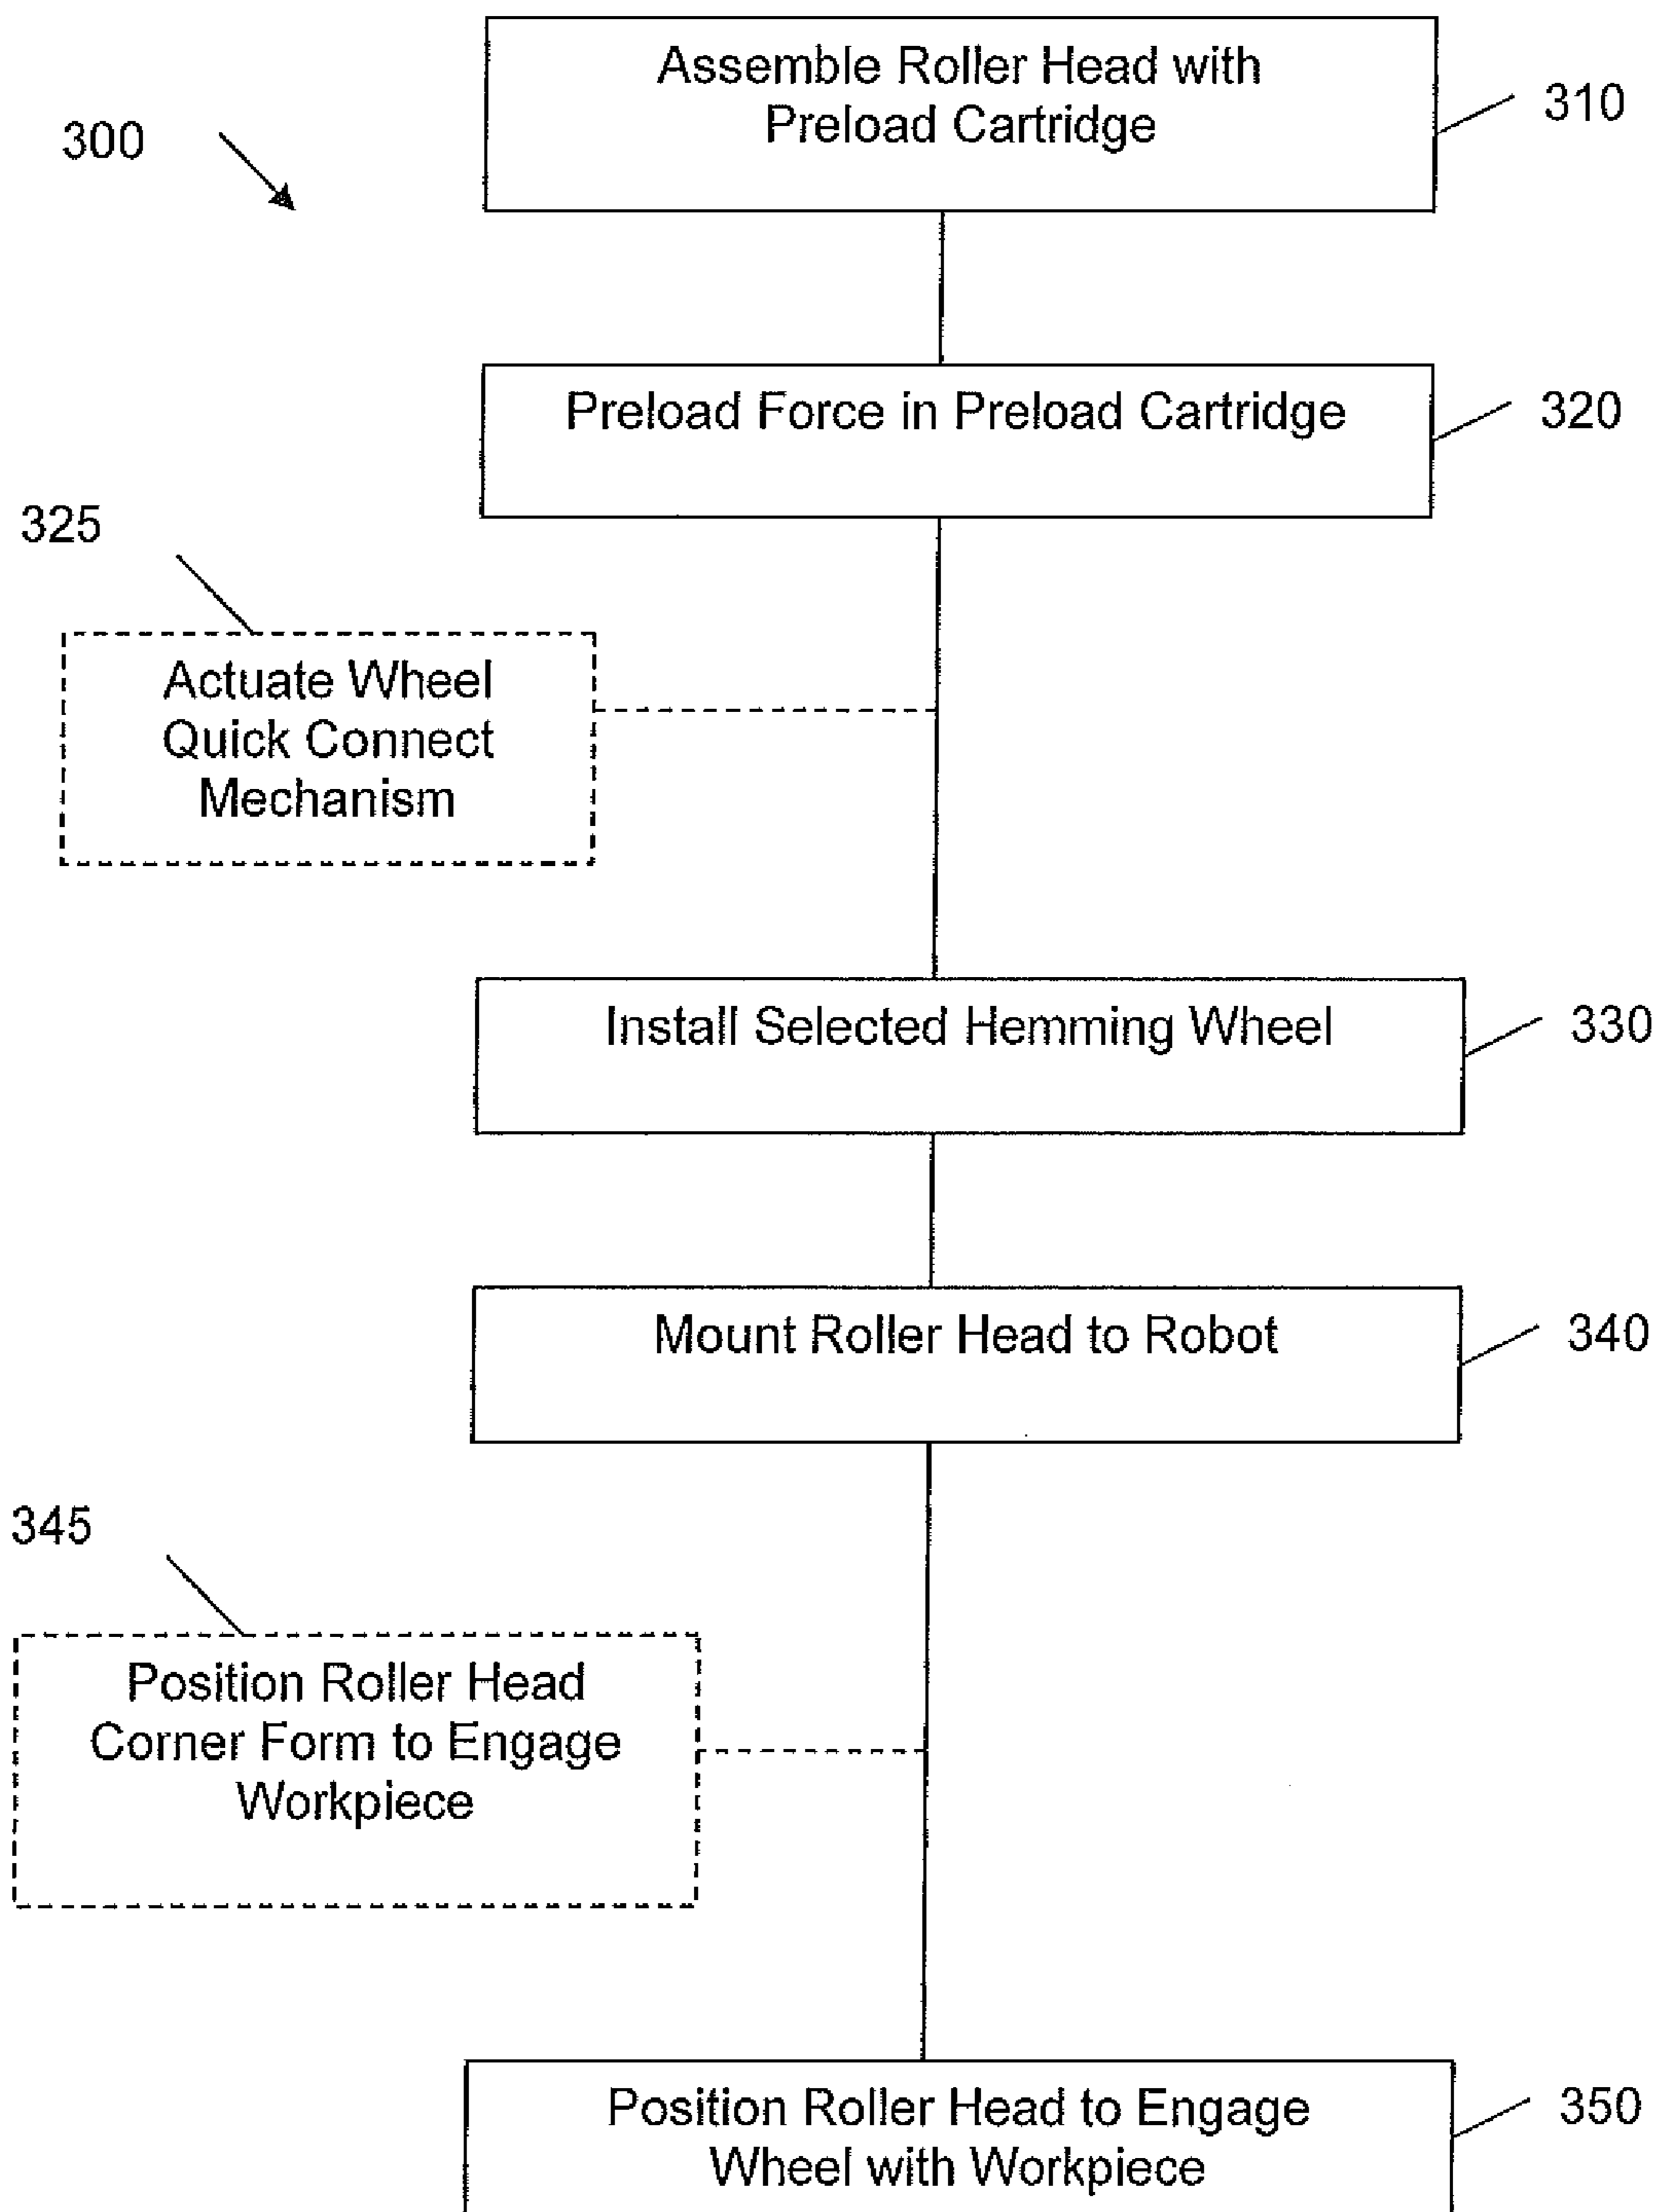 Assemble Roller Head with
Preload Cartridge
310
300
Preload Force in Preload Cartridge
320
325
Actuate Wheel
Quick Connect
Mechanism
Install Selected Hemming Wheel
330
Mount Roller Head to Robot
340
345
Position Roller Head
Corner Form to Engage
Workpiece
Position Roller Head to Engage
Wheel with Workpiece
350